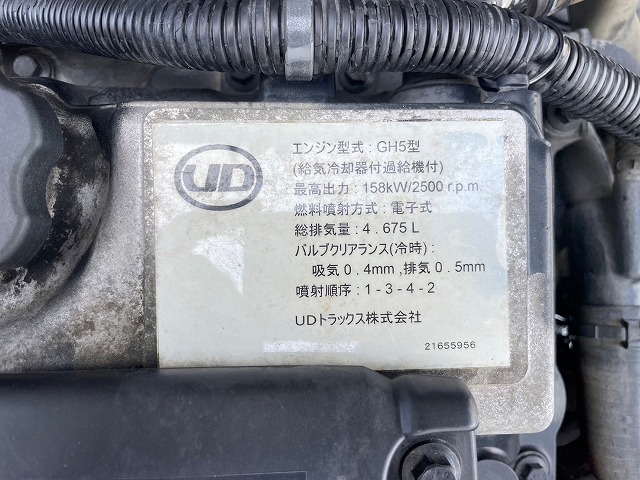 UD
エンジン型式 : GH5型
(給気冷却器付過給機付)
最高出力 : 158kW/2500 r.p.m.
燃料噴射方式 : 電子式
総排気量 : 4.675L
バルブクリアランス(冷時) :
吸気0.4mm ,排気0.5mm
噴射順序 : 1-3-4-2
UDトラックス株式会社
21655956